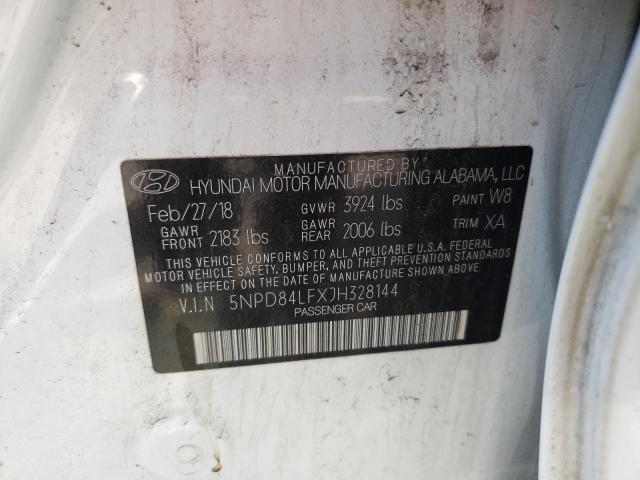 MANUFACTURED BY
HYUNDAI MOTOR MANUFACTURING ALABAMA, LLC
Feb/27/18 GVWR 3924 lbs PAINT W8
GAWR FRONT 2183 lbs GAWR REAR 2006 lbs TRIM XA
THIS VEHICLE CONFORMS TO ALL APPLICABLE U.S.A. FEDERAL
MOTOR VEHICLE SAFETY, BUMPER, AND THEFT PREVENTION STANDARDS
IN EFFECT ON THE DATE OF MANUFACTURE SHOWN ABOVE.
V.I.N 5NPD84LFXJH328144
PASSENGER CAR